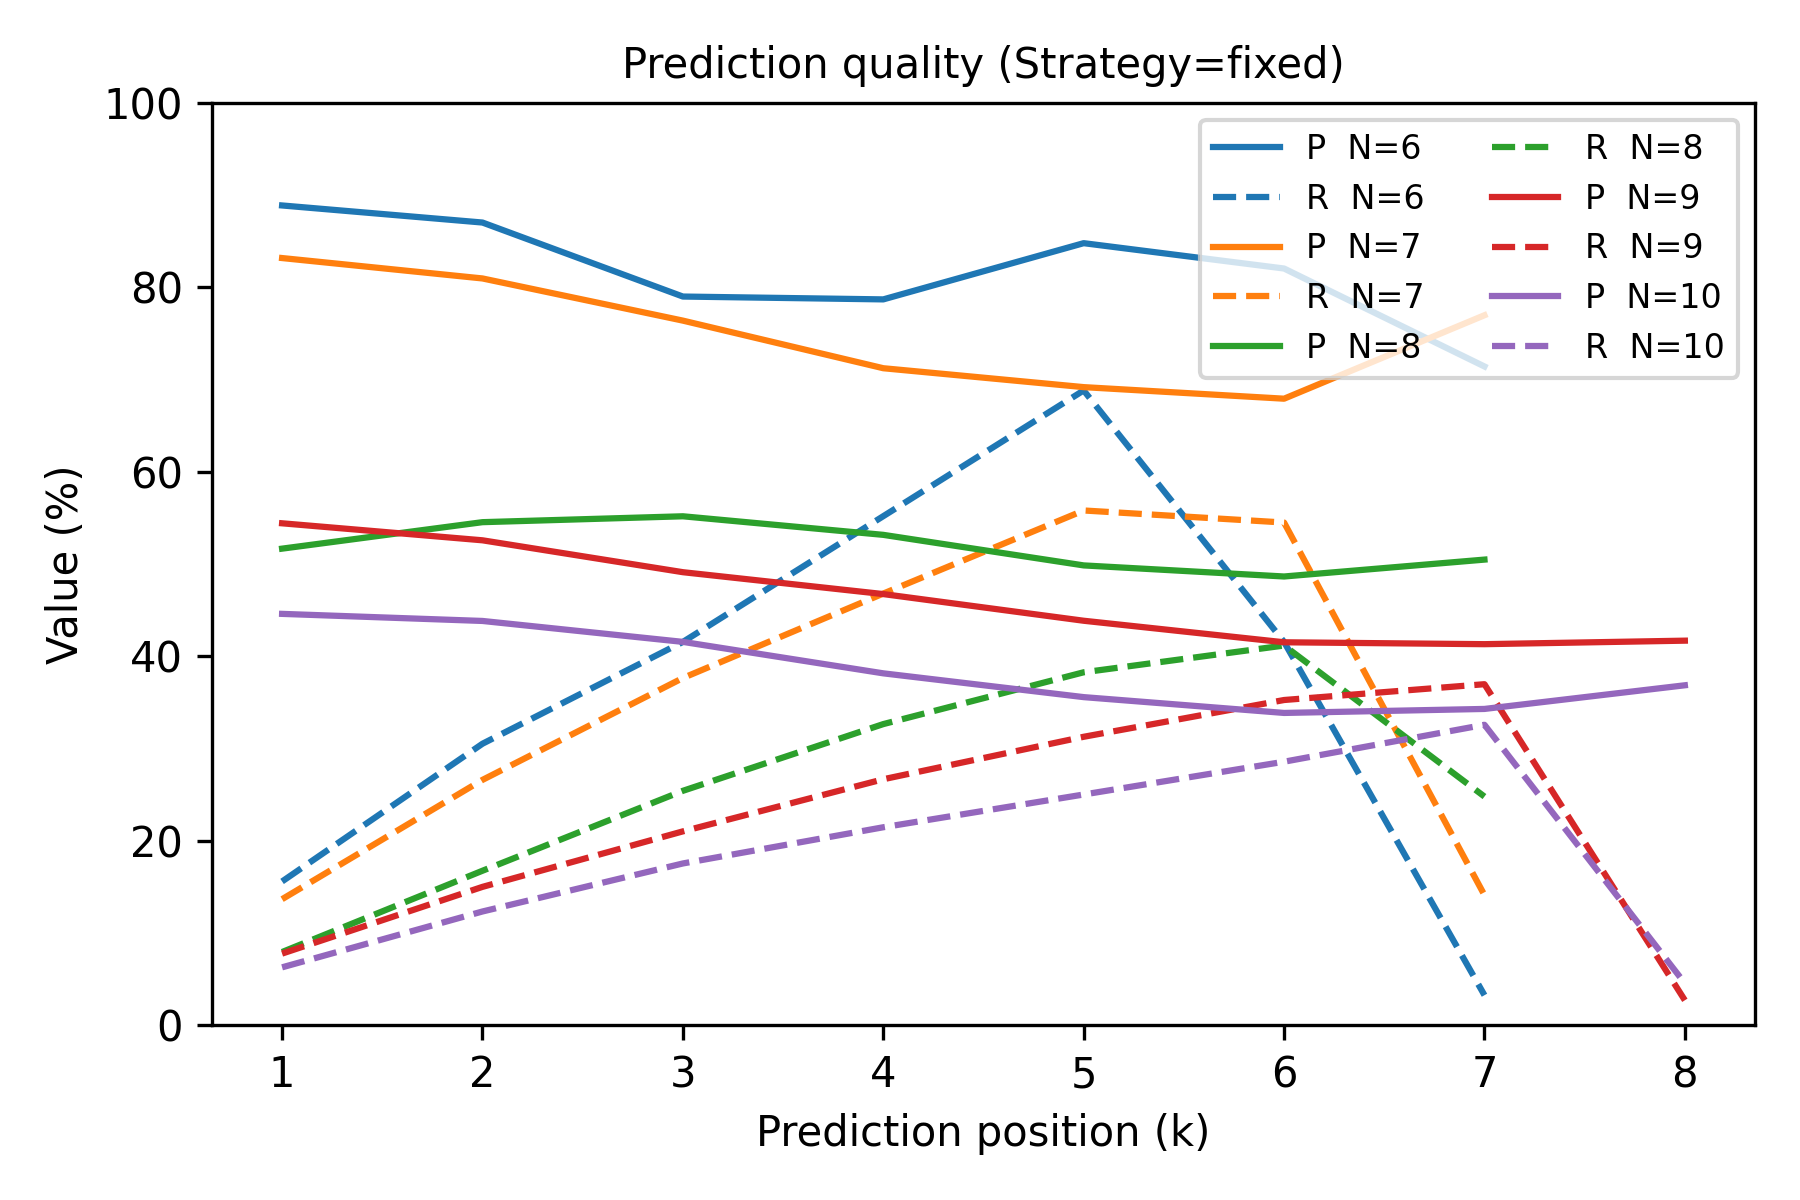 Prediction quality (Strategy=fixed)
100
80
60
40
20
0
Value (%)
P N=6
R N=6
P N=7
R N=7
P N=8
R N=8
P N=9
R N=9
P N=10
R N=10
1 2 3 4 5 6 7 8
Prediction position (k)